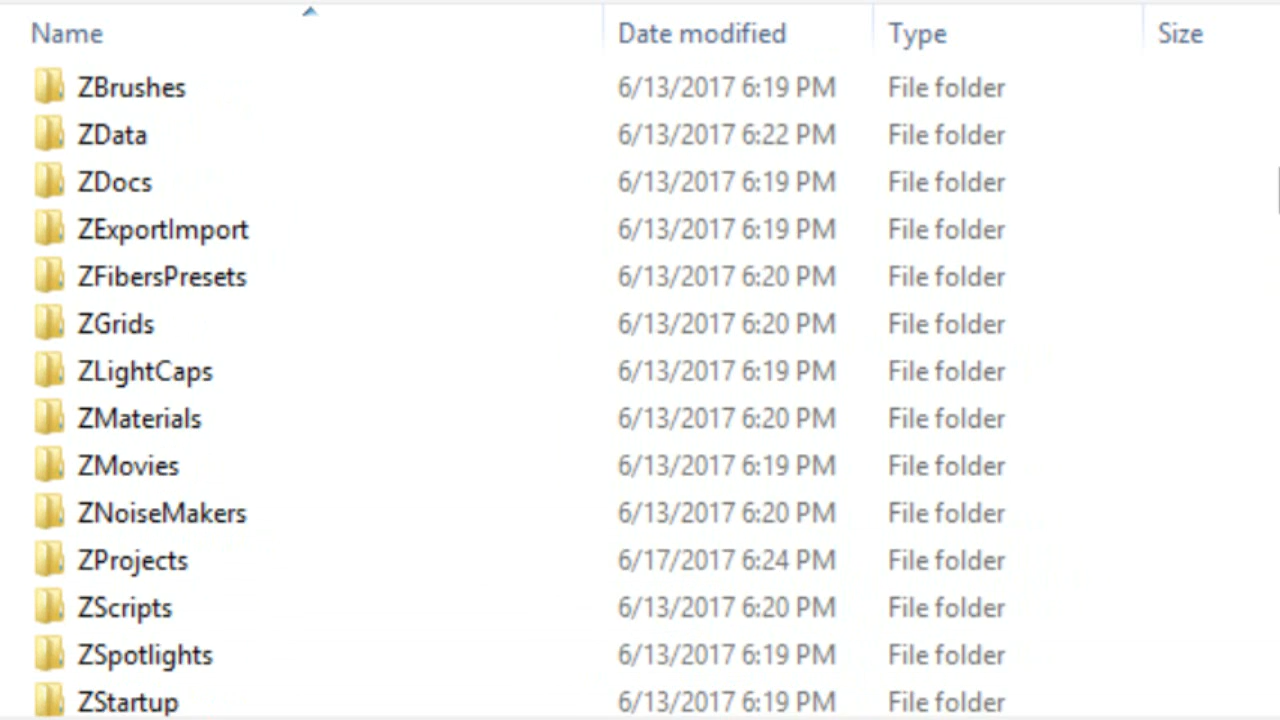 Name Date modified Type Size
ZBrushes 6/13/2017 6:19 PM File folder
ZData 6/13/2017 6:22 PM File folder
ZDocs 6/13/2017 6:19 PM File folder
ZExportImport 6/13/2017 6:19 PM File folder
ZFibersPresets 6/13/2017 6:20 PM File folder
ZGrids 6/13/2017 6:20 PM File folder
ZLightCaps 6/13/2017 6:19 PM File folder
ZMaterials 6/13/2017 6:20 PM File folder
ZMovies 6/13/2017 6:19 PM File folder
ZNoiseMakers 6/13/2017 6:20 PM File folder
ZProjects 6/17/2017 6:24 PM File folder
ZScripts 6/13/2017 6:20 PM File folder
ZSpotlights 6/13/2017 6:19 PM File folder
ZStartup 6/13/2017 6:19 PM File folder